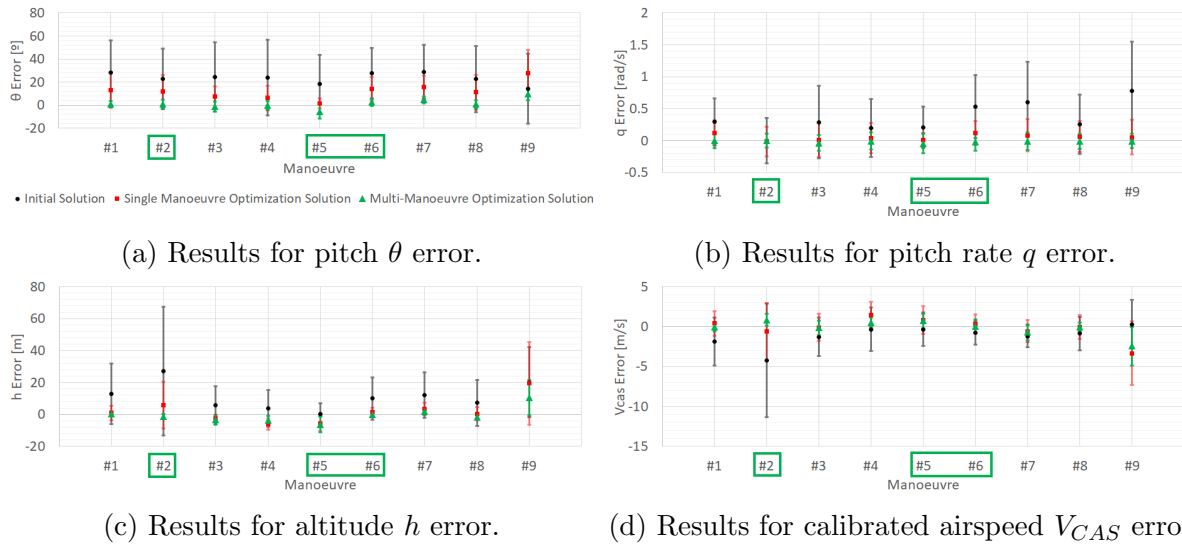 80
60
40
20
0
-20
θ Error [º]
#1 #2 #3 #4 #5 #6 #7 #8 #9
Manoeuvre
Initial Solution Single Manoeuvre Optimization Solution Multi-Manoeuvre Optimization Solution
(a) Results for pitch θ error.
2
1.5
1
0.5
0
-0.5
q Error [rad/s]
#1 #2 #3 #4 #5 #6 #7 #8 #9
Manoeuvre
(b) Results for pitch rate q error.
80
60
40
20
0
-20
h Error [m]
#1 #2 #3 #4 #5 #6 #7 #8 #9
Manoeuvre
(c) Results for altitude h error.
5
0
-5
-10
-15
Vcas Error [m/s]
#1 #2 #3 #4 #5 #6 #7 #8 #9
Manoeuvre
(d) Results for calibrated airspeed VCAS erro